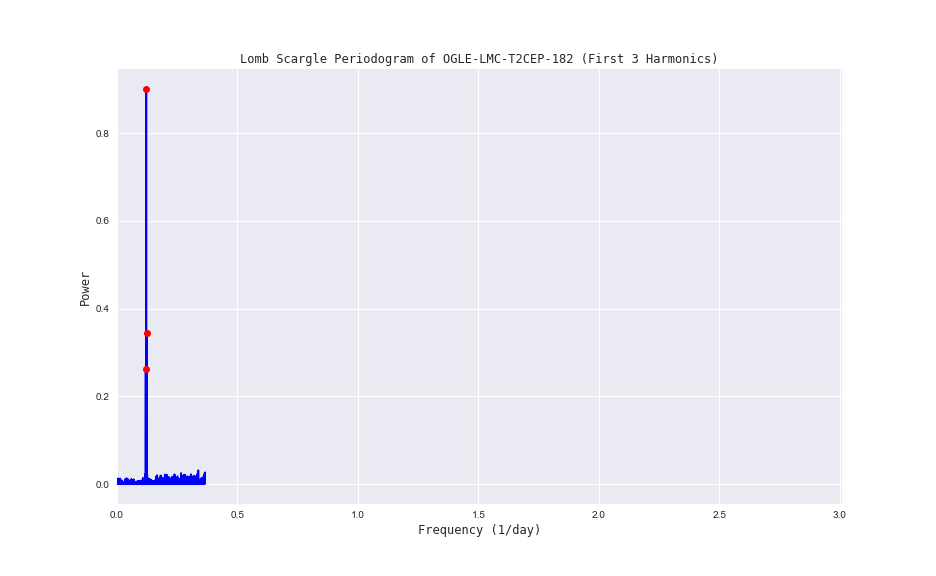 Lomb Scargle Periodogram of OGLE-LMC-T2CEP-182 (First 3 Harmonics)
Power
0.8
0.6
0.4
0.2
0.0
0.0 0.5 1.0 1.5 2.0 2.5 3.0
Frequency (1/day)